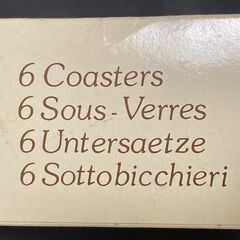 6 Coasters
6 Sous-Verres
6 Untersaetze
6 Sottobicchieri